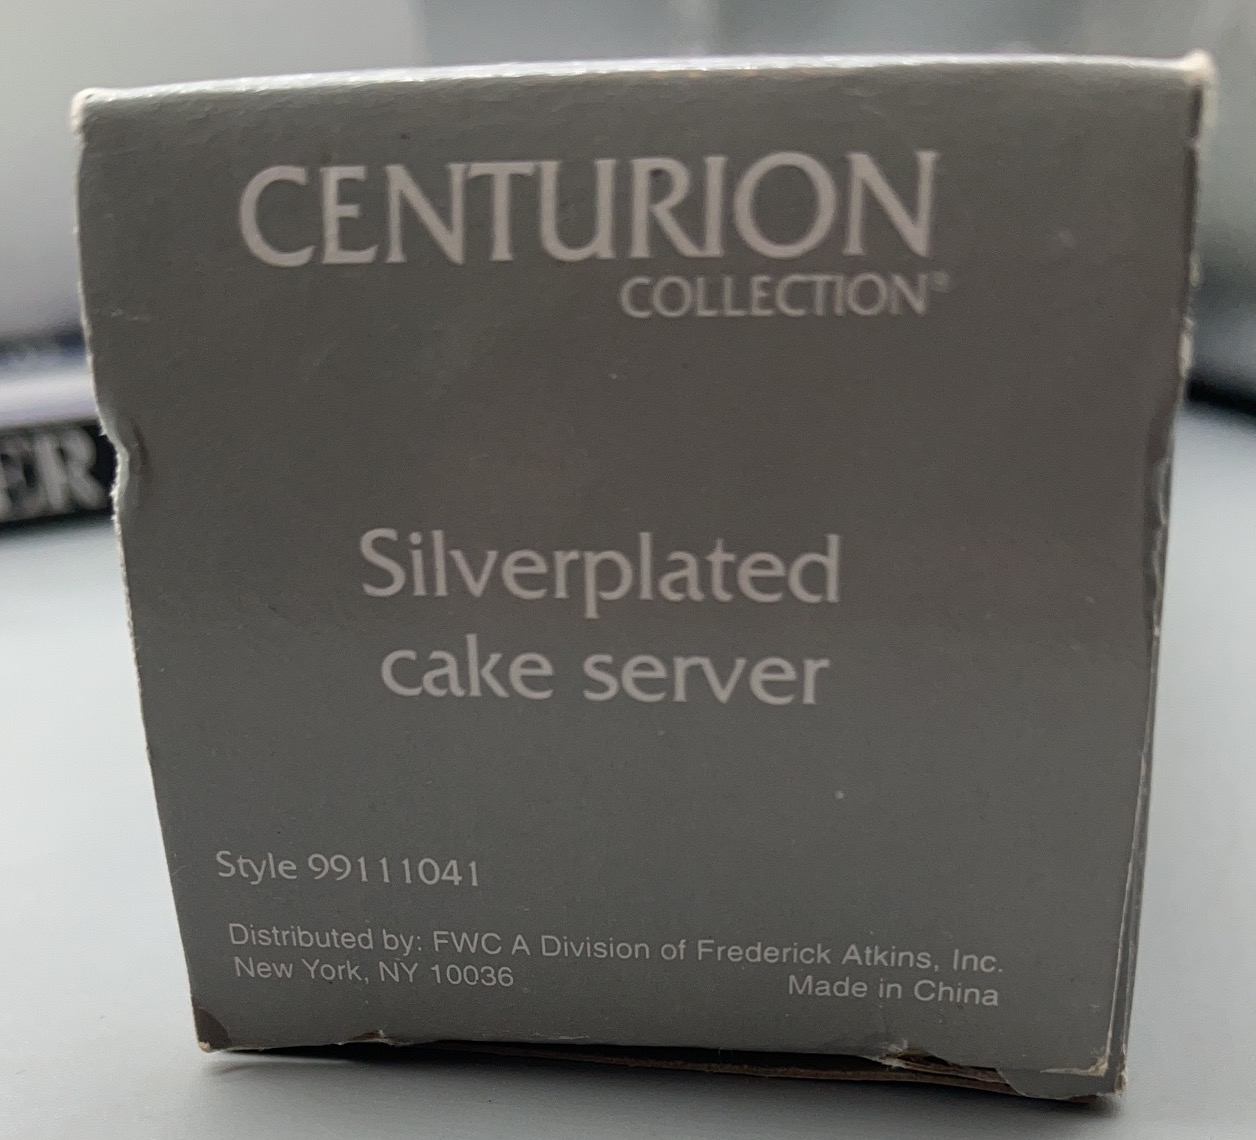 CENTURION
COLLECTION®
ER
Silverplated
cake server
Style 99111041
Distributed by: FWC A Division of Frederick Atkins, Inc.
New York, NY 10036 Made in China